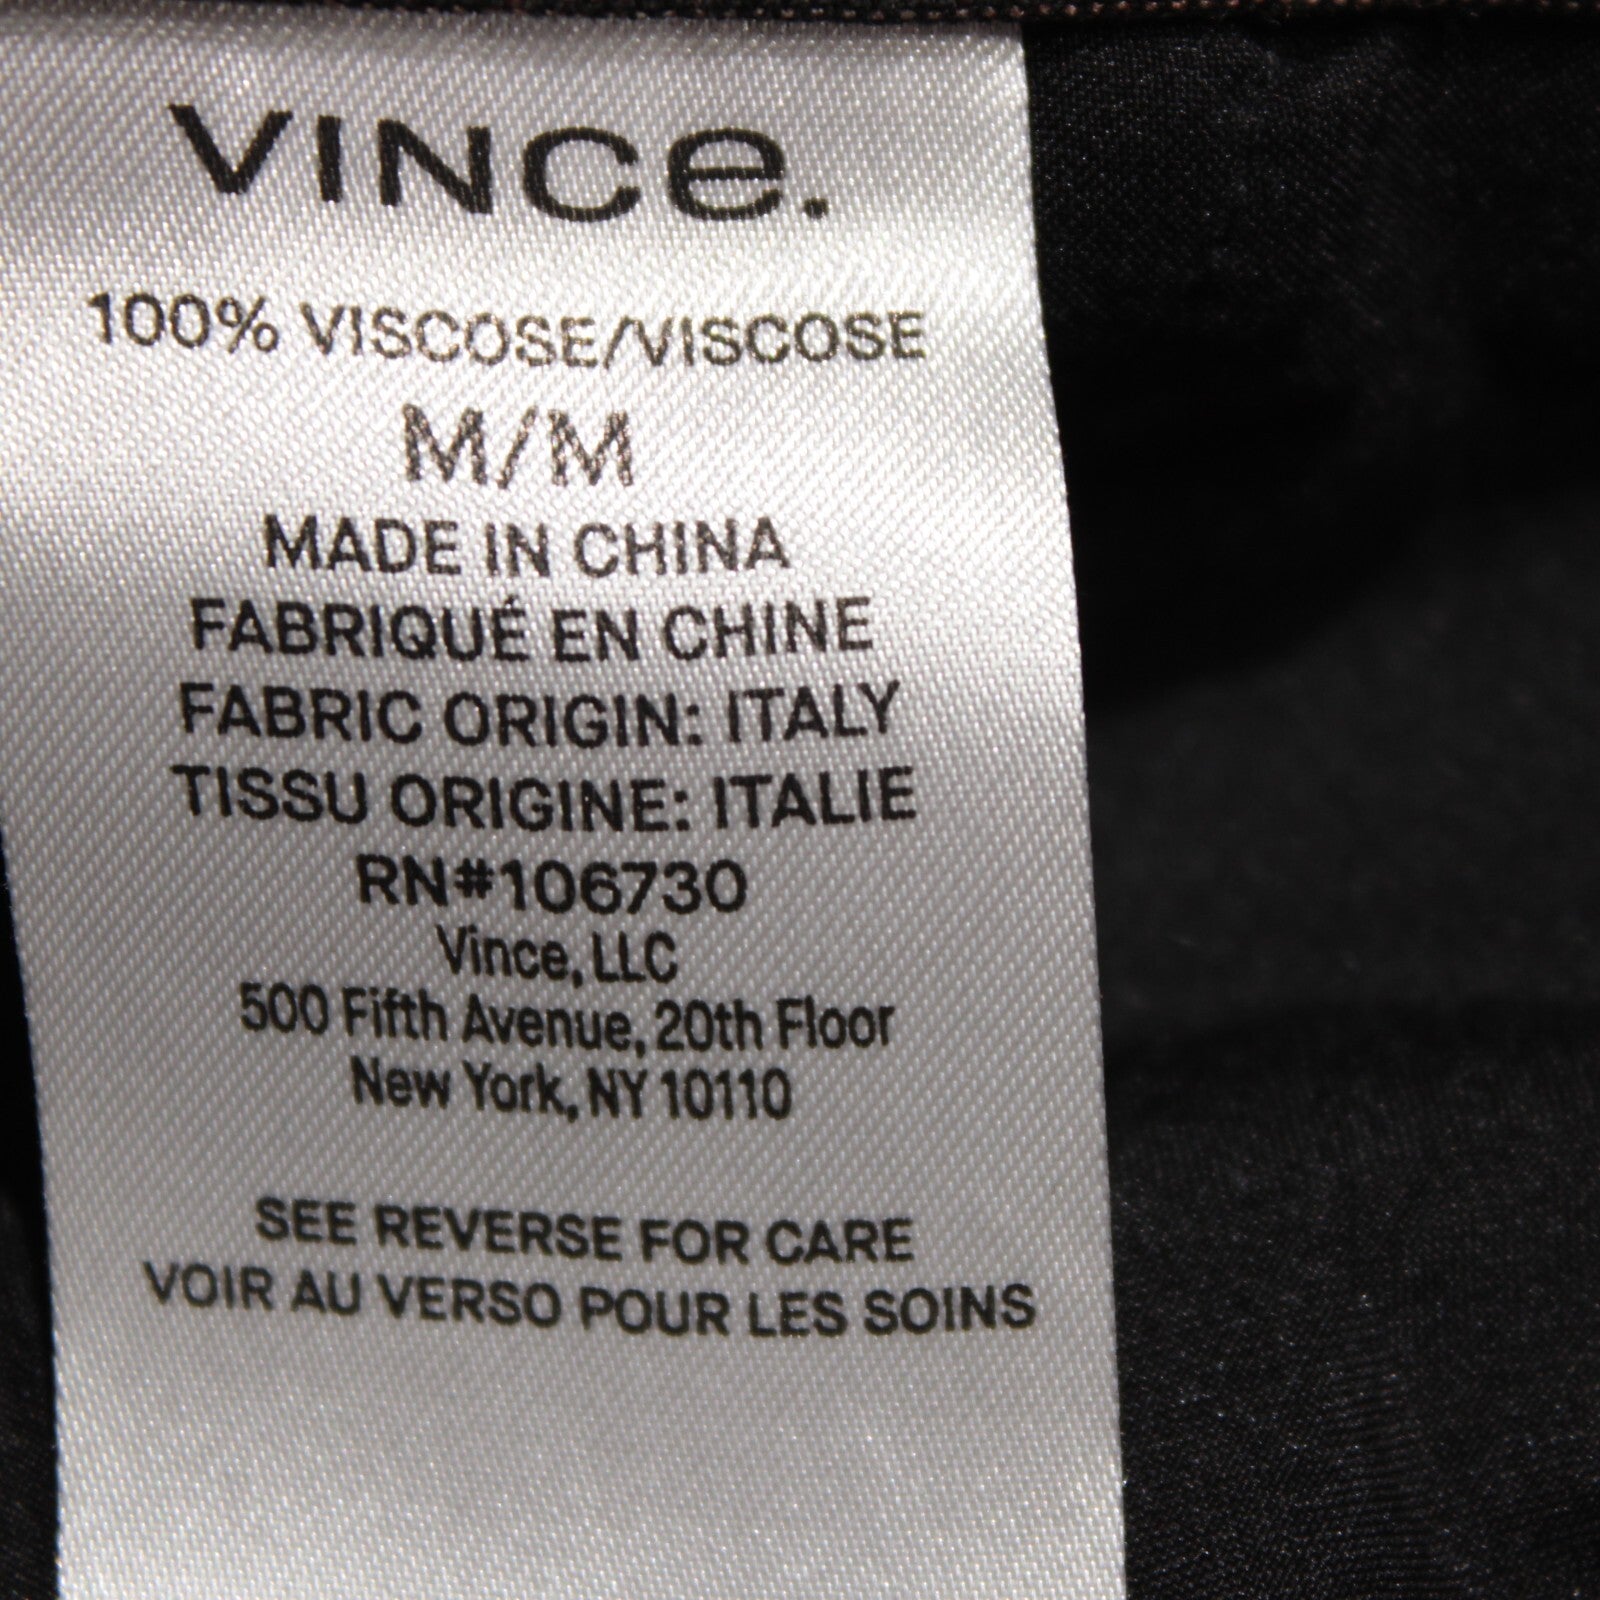 VINCe.
100% VISCOSE/VISCOSE
M/M
MADE IN CHINA
FABRIQUÉ EN CHINE
FABRIC ORIGIN: ITALY
TISSU ORIGINE: ITALIE
RN#106730
Vince, LLC
500 Fifth Avenue, 20th Floor
New York, NY 10110
SEE REVERSE FOR CARE
VOIR AU VERSO POUR LES SOINS